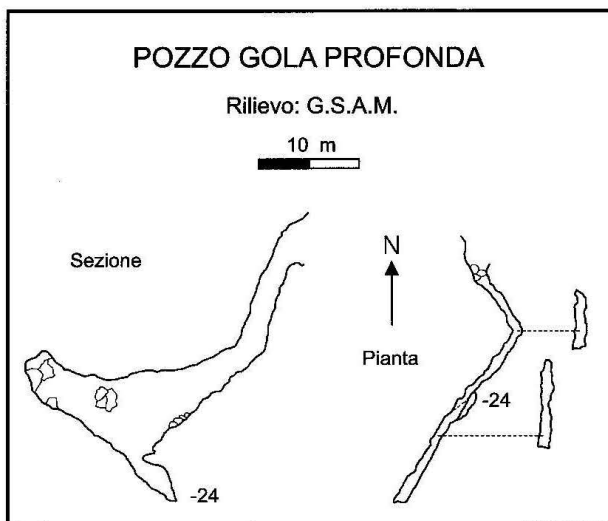 POZZO GOLA PROFONDA
Rilievo: G.S.A.M.
10 m
Sezione
N
Pianta
-24
-24